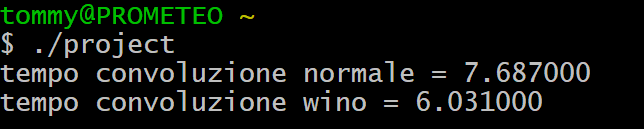 tommy@PROMETEO ~
$ ./project
tempo convoluzione normale = 7.687000
tempo convoluzione wino = 6.031000